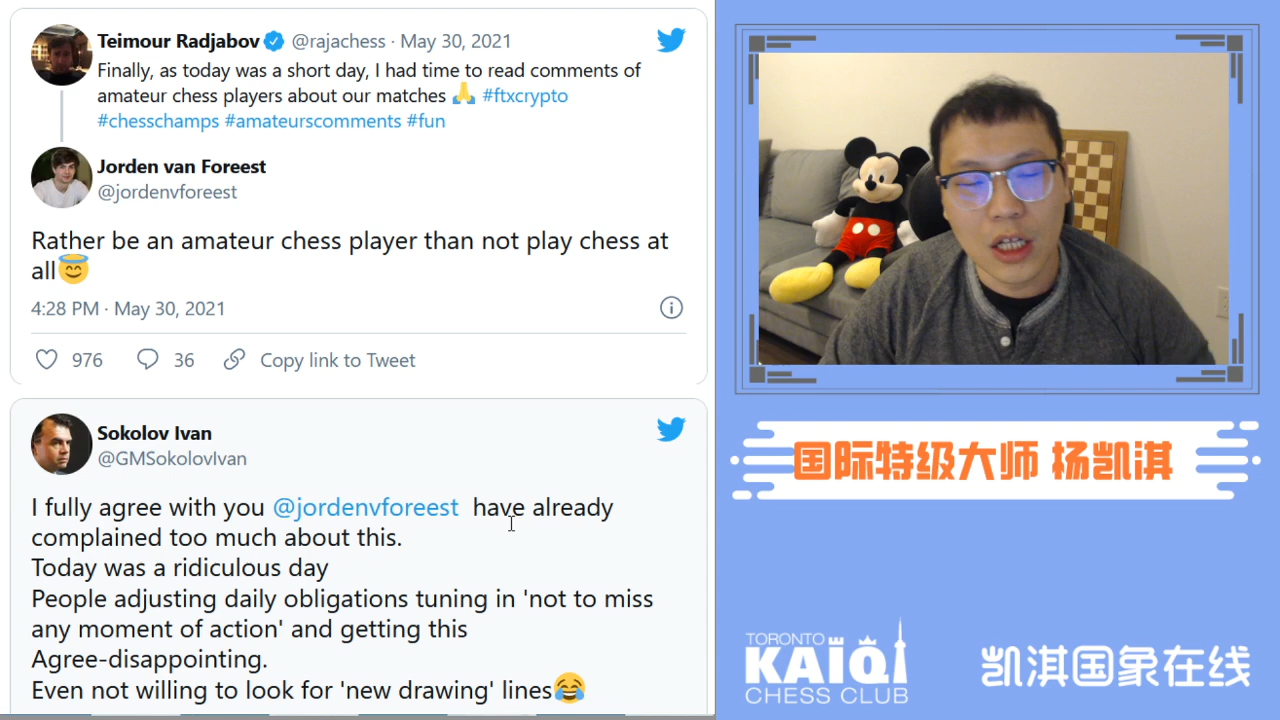 Teimour Radjabov @rajachess · May 30, 2021
Finally, as today was a short day, I had time to read comments of
amateur chess players about our matches 🙏 #ftxcrypto
#chesschamps #amateurscomments #fun
Jorden van Foreest
@jordenvforeest
Rather be an amateur chess player than not play chess at
all😇
4:28 PM · May 30, 2021
976 36 Copy link to Tweet
Sokolov Ivan
@GMSokolovIvan
I fully agree with you @jordenvforeest have already
complained too much about this.
Today was a ridiculous day
People adjusting daily obligations tuning in 'not to miss
any moment of action' and getting this
Agree-disappointing.
Even not willing to look for 'new drawing' lines😂
国际特级大师 杨凯淇
TORONTO
KAIQI
CHESS CLUB
凯淇国象在线